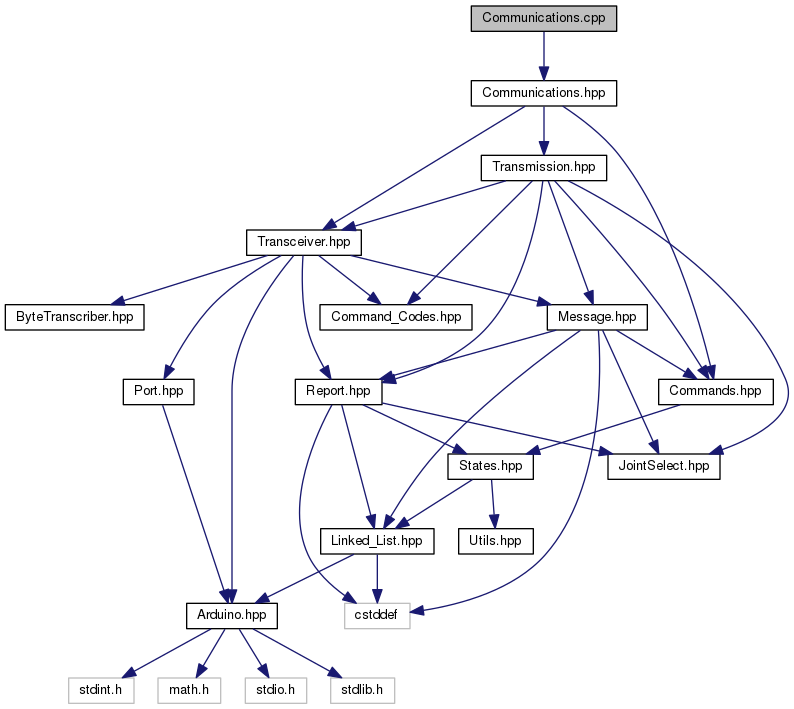 Communications.cpp
Communications.hpp
Transmission.hpp
Transceiver.hpp
ByteTranscriber.hpp
Command_Codes.hpp
Message.hpp
Port.hpp
Report.hpp
Commands.hpp
States.hpp
JointSelect.hpp
Linked_List.hpp
Utils.hpp
Arduino.hpp
cstddef
stdint.h
math.h
stdio.h
stdlib.h